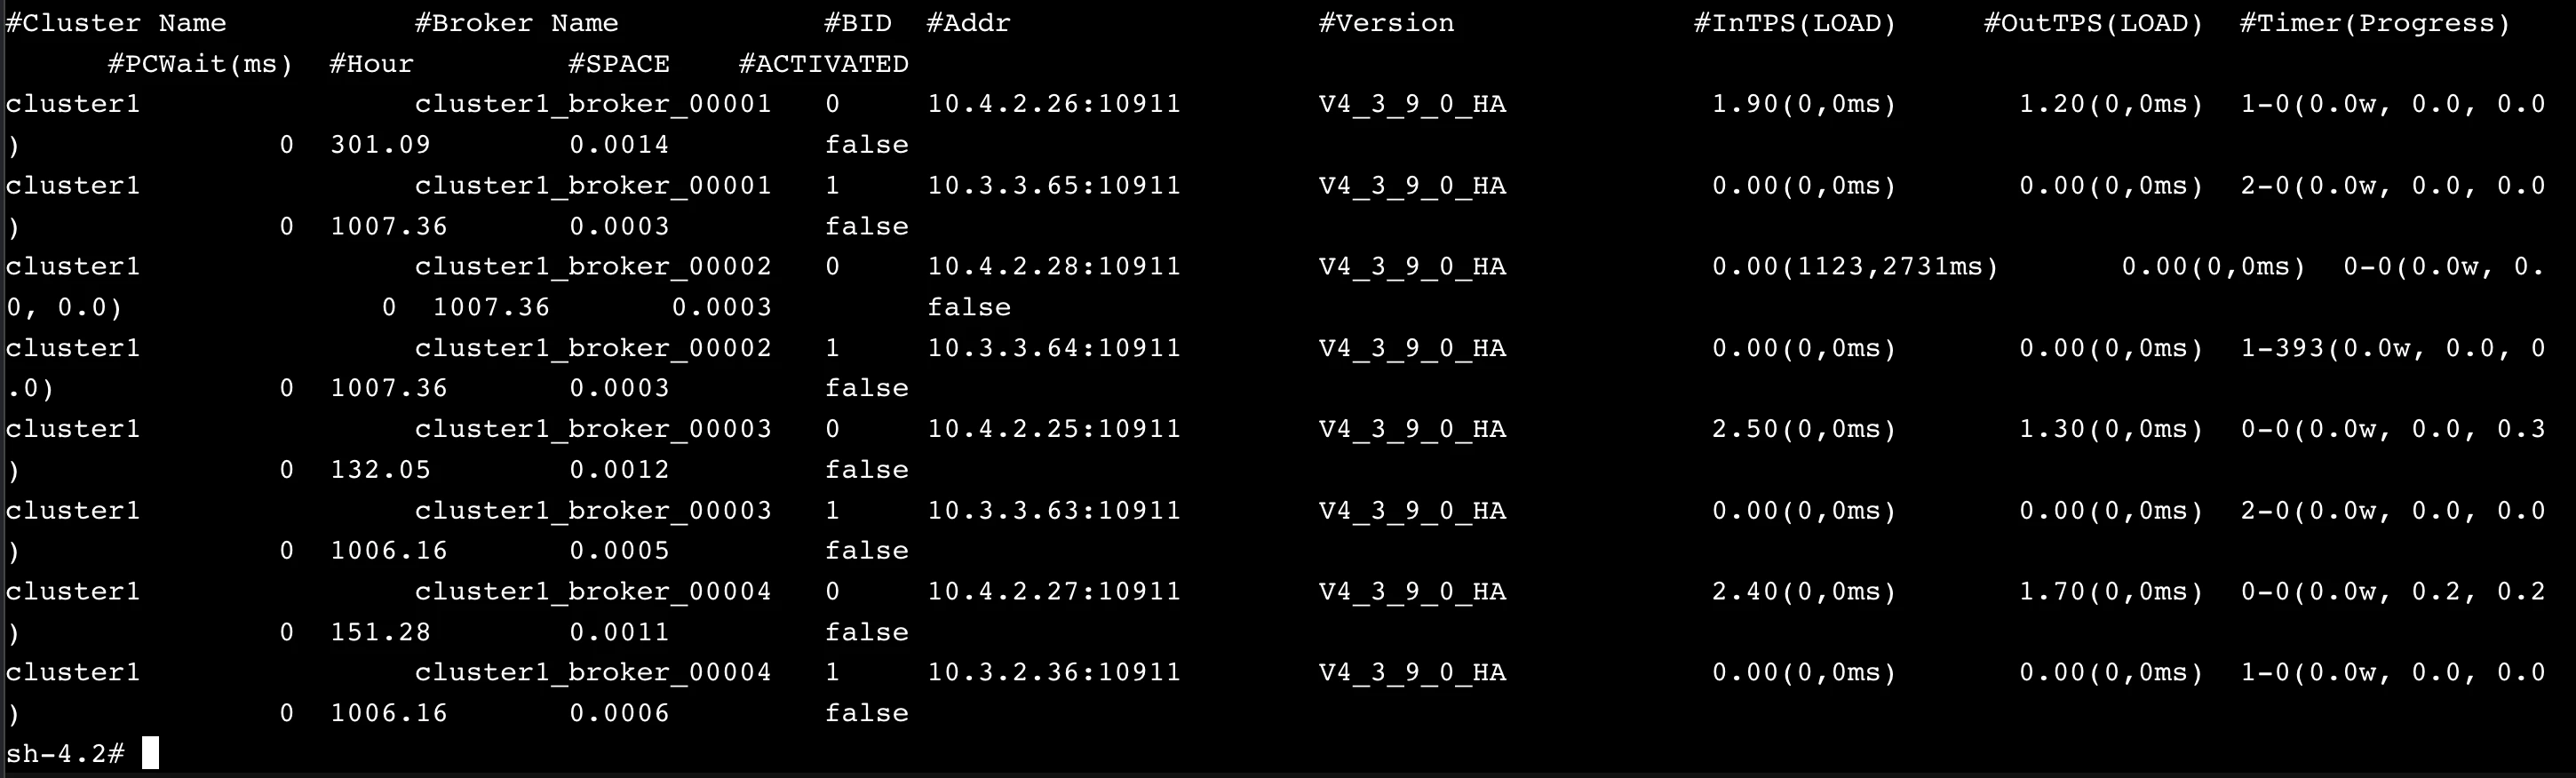 #Cluster Name #Broker Name #BID #Addr #Version #InTPS(LOAD) #OutTPS(LOAD) #Timer(Progress)
#PCWait(ms) #Hour #SPACE #ACTIVATED
cluster1 cluster1_broker_00001 0 10.4.2.26:10911 V4_3_9_0_HA 1.90(0,0ms) 1.20(0,0ms) 1-0(0.0w, 0.0, 0.0
) 0 301.09 0.0014 false
cluster1 cluster1_broker_00001 1 10.3.3.65:10911 V4_3_9_0_HA 0.00(0,0ms) 0.00(0,0ms) 2-0(0.0w, 0.0, 0.0
) 0 1007.36 0.0003 false
cluster1 cluster1_broker_00002 0 10.4.2.28:10911 V4_3_9_0_HA 0.00(1123,2731ms) 0.00(0,0ms) 0-0(0.0w, 0.
0, 0.0) 0 1007.36 0.0003 false
cluster1 cluster1_broker_00002 1 10.3.3.64:10911 V4_3_9_0_HA 0.00(0,0ms) 0.00(0,0ms) 1-393(0.0w, 0.0, 0
.0) 0 1007.36 0.0003 false
cluster1 cluster1_broker_00003 0 10.4.2.25:10911 V4_3_9_0_HA 2.50(0,0ms) 1.30(0,0ms) 0-0(0.0w, 0.0, 0.3
) 0 132.05 0.0012 false
cluster1 cluster1_broker_00003 1 10.3.3.63:10911 V4_3_9_0_HA 0.00(0,0ms) 0.00(0,0ms) 2-0(0.0w, 0.0, 0.0
) 0 1006.16 0.0005 false
cluster1 cluster1_broker_00004 0 10.4.2.27:10911 V4_3_9_0_HA 2.40(0,0ms) 1.70(0,0ms) 0-0(0.0w, 0.2, 0.2
) 0 151.28 0.0011 false
cluster1 cluster1_broker_00004 1 10.3.2.36:10911 V4_3_9_0_HA 0.00(0,0ms) 0.00(0,0ms) 1-0(0.0w, 0.0, 0.0
) 0 1006.16 0.0006 false
sh-4.2#